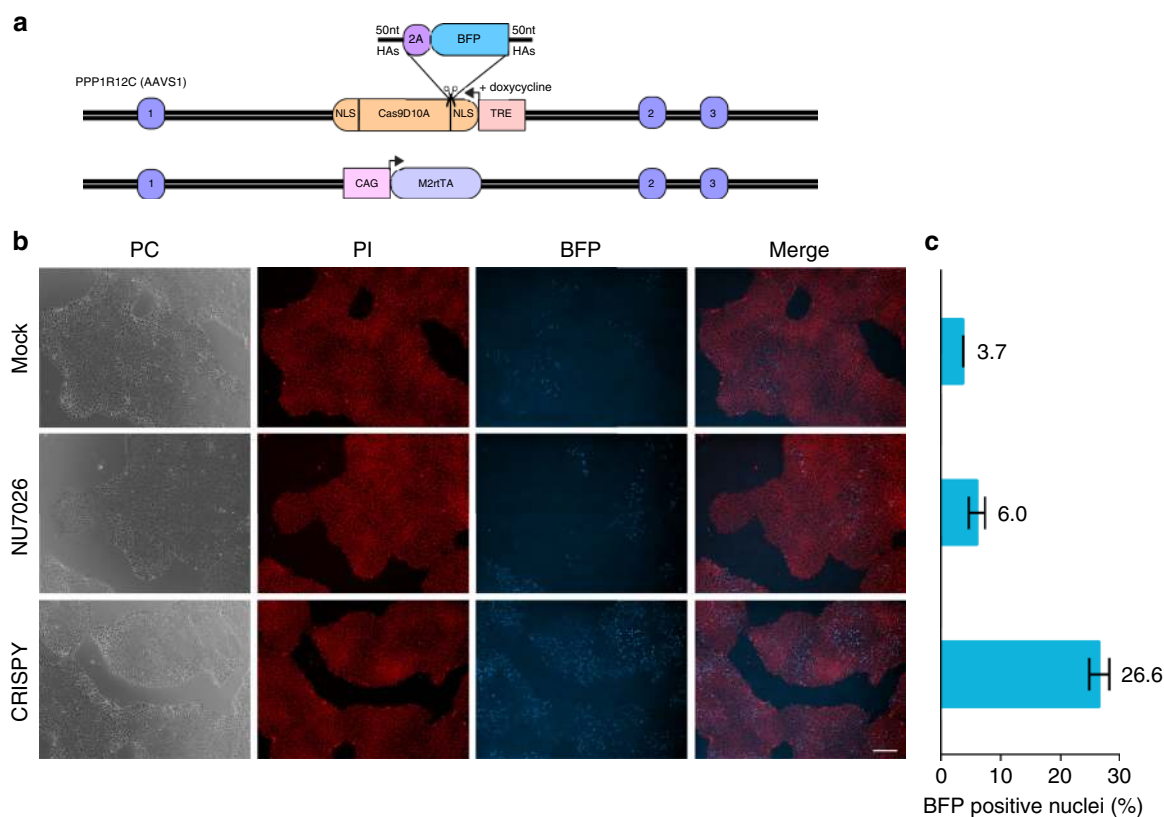 a
50nt 2A BFP 50nt
HAs HAs
PPP1R12C (AAVS1)
+ doxycycline
1 NLS Cas9D10A NLS TRE 2 3
1 CAG M2rtTA 2 3
b
PC PI BFP Merge
Mock
NU7026
CRISPY
c
3.7
6.0
26.6
0 10 20 30
BFP positive nuclei (%)